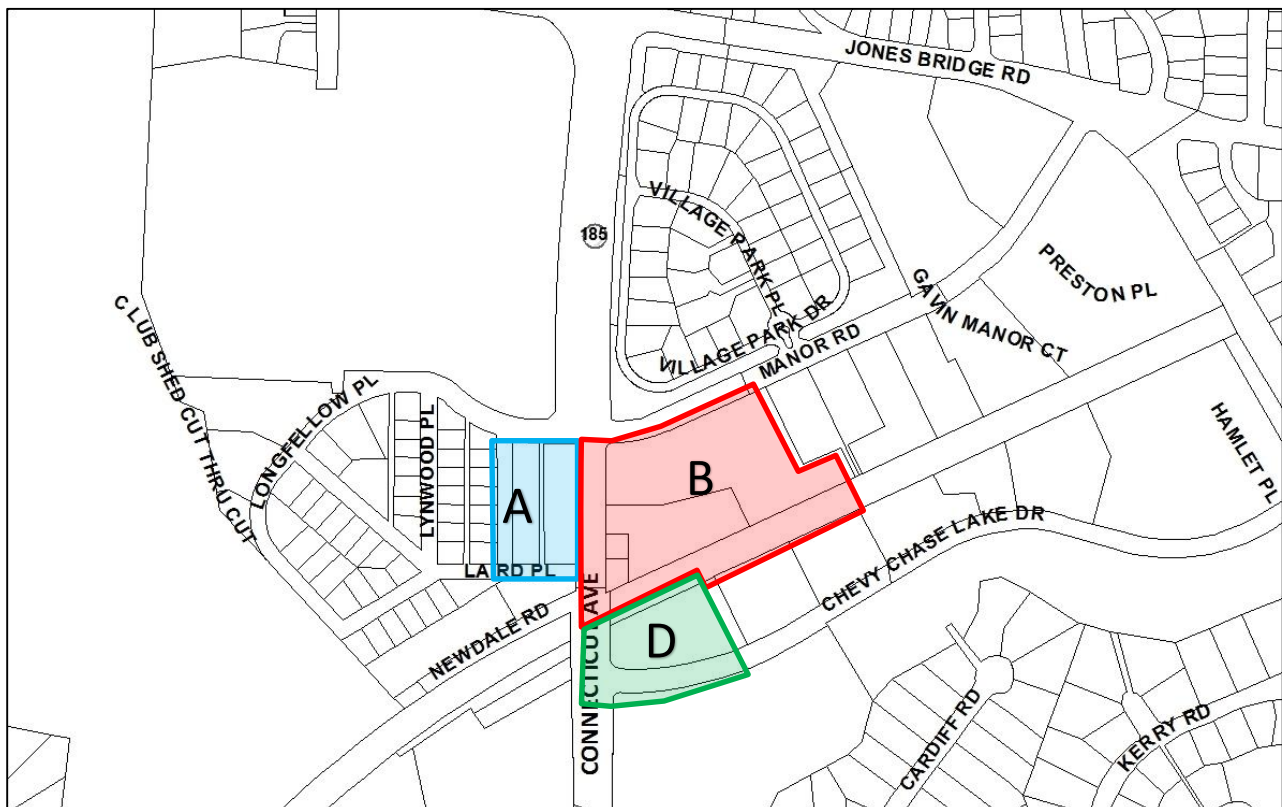 JONES BRIDGE RD
VILLAGE PARK PL
185
PRESTON PL
GAVIN MANOR CT
CLUB SHED CUT THRU CUT
VILLAGE PARK DR
MANOR RD
LONGFELLOW PL
LYNWOOD PL
HAMLET PL
A
B
LAIRD PL
CHEVY CHASE LAKE DR
NEWDALE RD
CONNECTICUT AVE
D
CARDIFF RD
KERRY RD